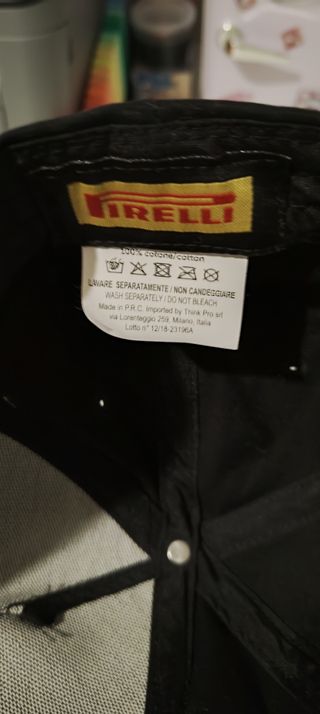 PIRELLI
100% cotone/cotton
LAVARE SEPARATAMENTE / NON CANDEGGIARE
WASH SEPARATELY / DO NOT BLEACH
Made in P.R.C. Imported by Think Pro srl
via Lorenteggio 259, Milano, Italia
Lotto n° 12/18-23196A